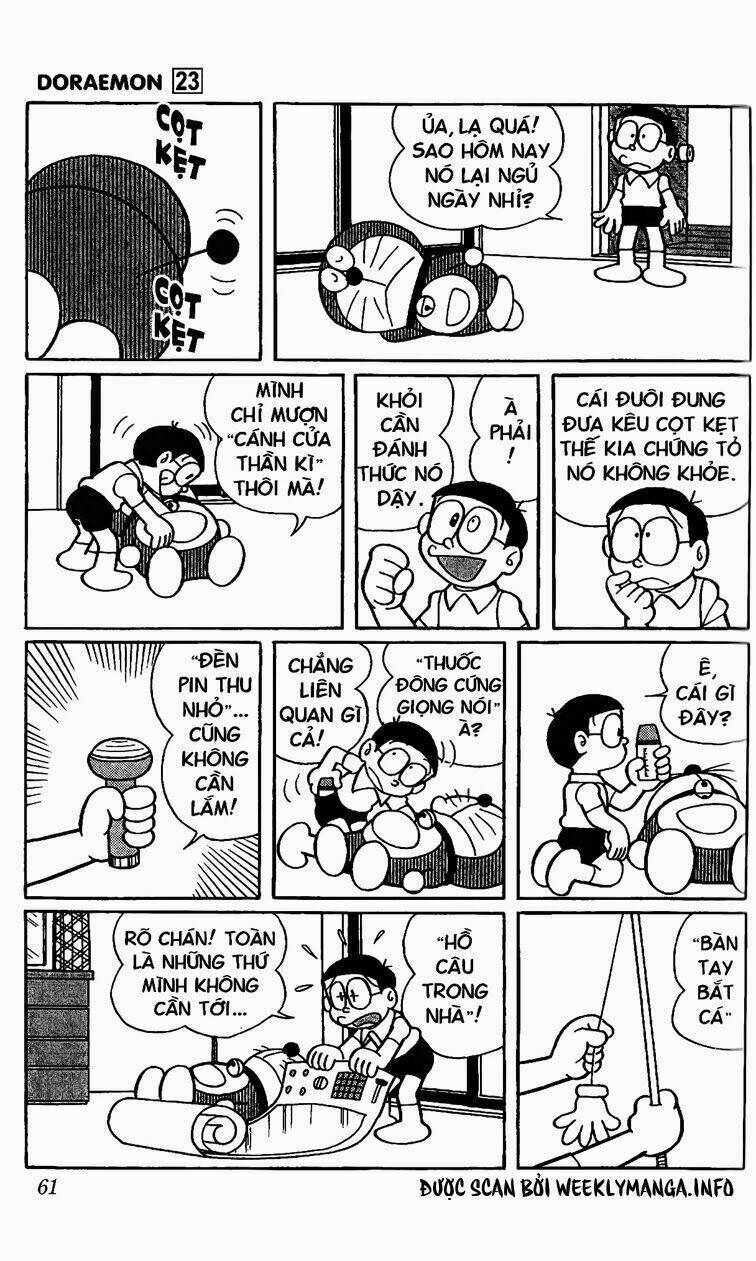 DORAEMON 23
ỦA, LẠ QUÁ!
SAO HÔM NAY
NÓ LẠI NGỦ
NGÀY NHỈ?
CỌT
KẸT
CỌT
KẸT
CÁI ĐUÔI ĐUNG
ĐƯA KÊU CỌT KẸT
THẾ KIA CHỨNG TỎ
NÓ KHÔNG KHỎE.
À
PHẢI
!
KHỎI
CẦN
ĐÁNH
THỨC NÓ
DẬY.
MÌNH
CHỈ MƯỢN
"CÁNH CỬA
THẦN KÌ"
THÔI MÀ!
Ê,
CÁI GÌ
ĐÂY?
"THUỐC
ĐÔNG CỨNG
GIỌNG NÓI"
À?
CHẲNG
LIÊN
QUAN GÌ
CẢ!
"ĐÈN
PIN THU
NHỎ"...
CŨNG
KHÔNG
CẦN
LẮM!
"BÀN
TAY
BẮT
CÁ"
"HỒ
CÂU
TRONG
NHÀ"!
RÕ CHÁN! TOÀN
LÀ NHỮNG THỨ
MÌNH KHÔNG
CẦN TỚI...
61
ĐƯỢC SCAN BỞI WEEKLYMANGA.INFO